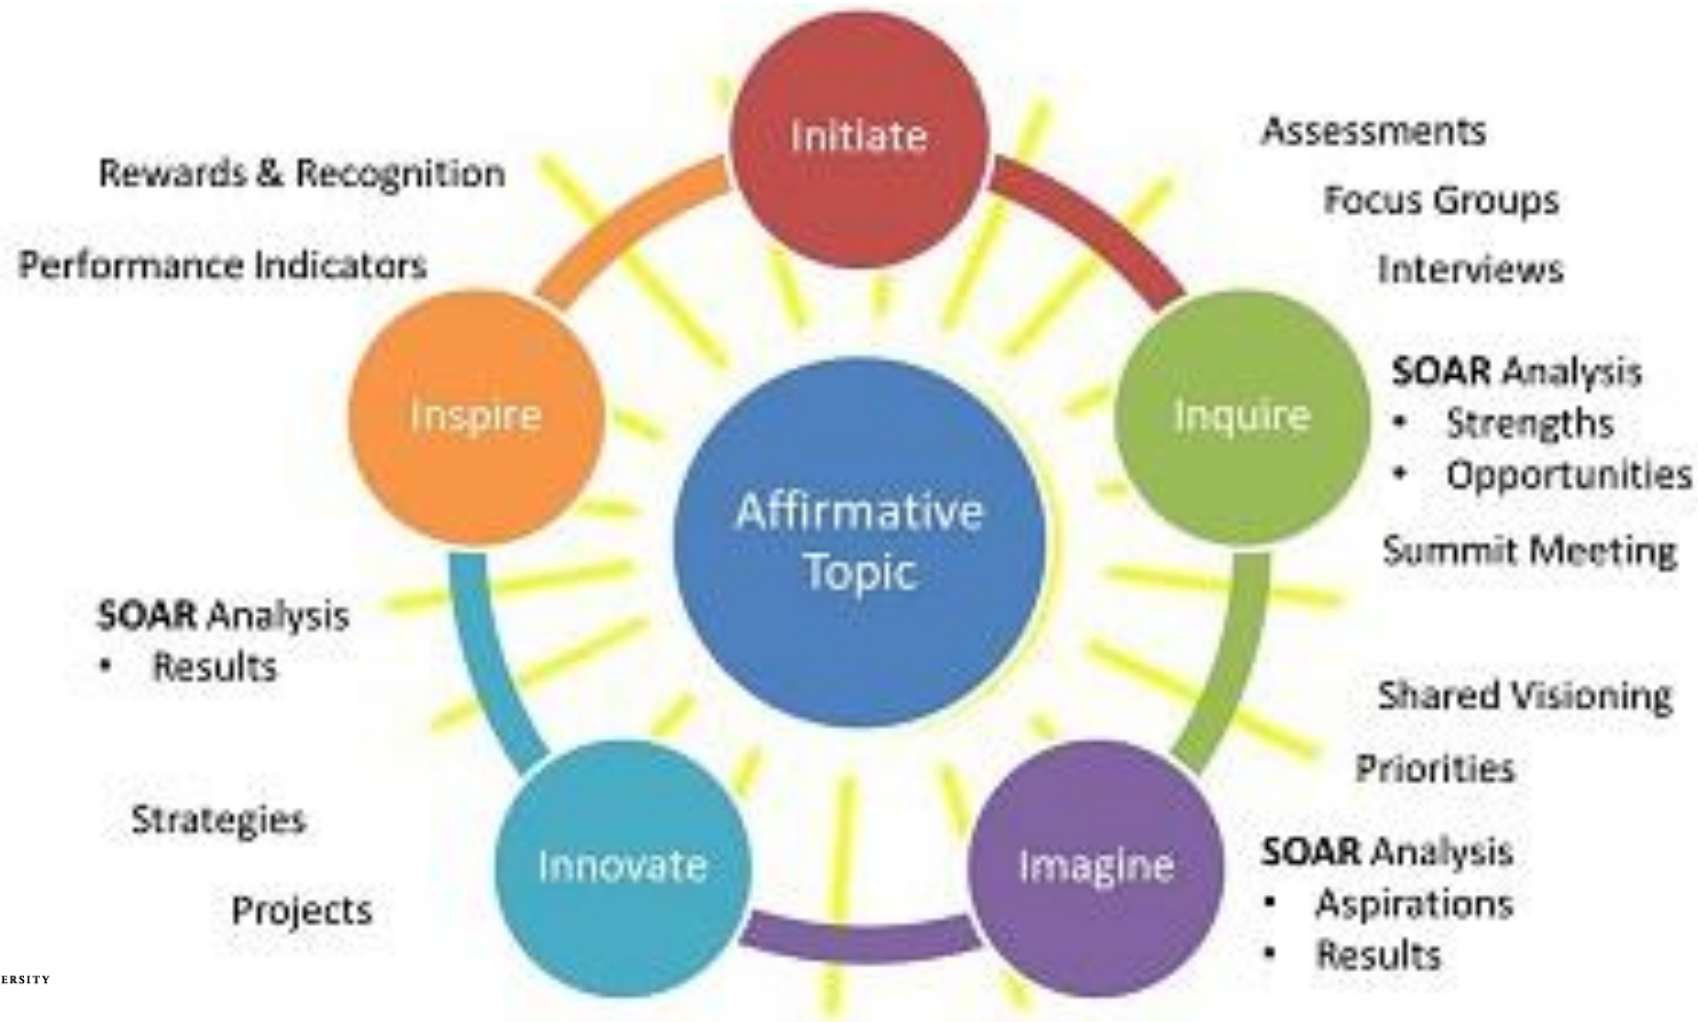 Initiate
Assessments
Focus Groups
Interviews
Inquire
SOAR Analysis
• Strengths
• Opportunities
Summit Meeting
Shared Visioning
Priorities
Imagine
SOAR Analysis
• Aspirations
• Results
Innovate
Strategies
Projects
SOAR Analysis
• Results
Inspire
Rewards & Recognition
Performance Indicators
Affirmative
Topic
ERSITY